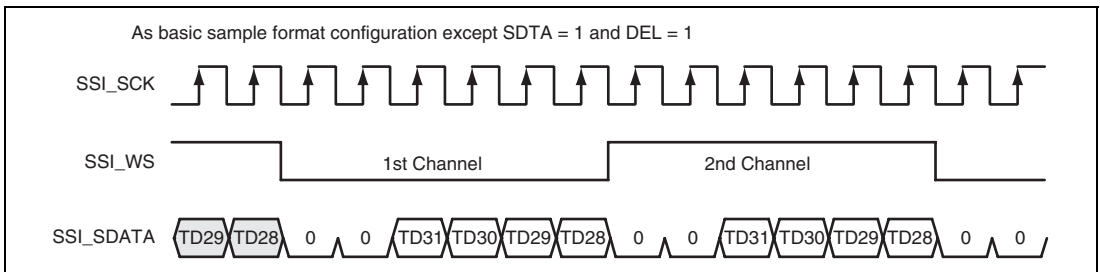 As basic sample format configuration except SDTA = 1 and DEL = 1
SSI_SCK
SSI_WS 1st Channel 2nd Channel
SSI_SDATA TD29 TD28 0 0 TD31 TD30 TD29 TD28 0 0 TD31 TD30 TD29 TD28 0 0